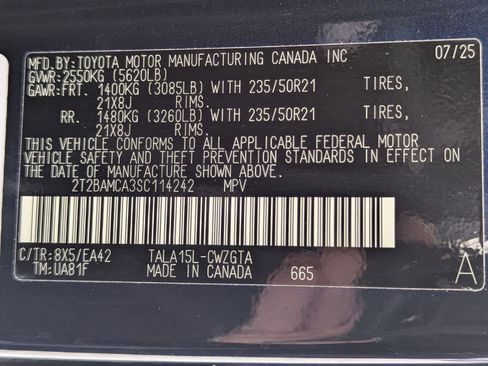 MFD.BY: TOYOTA MOTOR MANUFACTURING CANADA INC 07/25
GVWR: 2550KG (5620LB)
GAWR: FRT. 1400KG (3085LB) WITH 235/50R21 TIRES,
21X8J RIMS.
RR. 1480KG (3260LB) WITH 235/50R21 TIRES,
21X8J RIMS.
THIS VEHICLE CONFORMS TO ALL APPLICABLE FEDERAL MOTOR
VEHICLE SAFETY AND THEFT PREVENTION STANDARDS IN EFFECT ON
THE DATE OF MANUFACTURE SHOWN ABOVE.
2T2BAMCA3SC114242 MPV
C/TR: 8X5/EA42 TALA15L-CWZGTA
TM: UA81F MADE IN CANADA 665 A